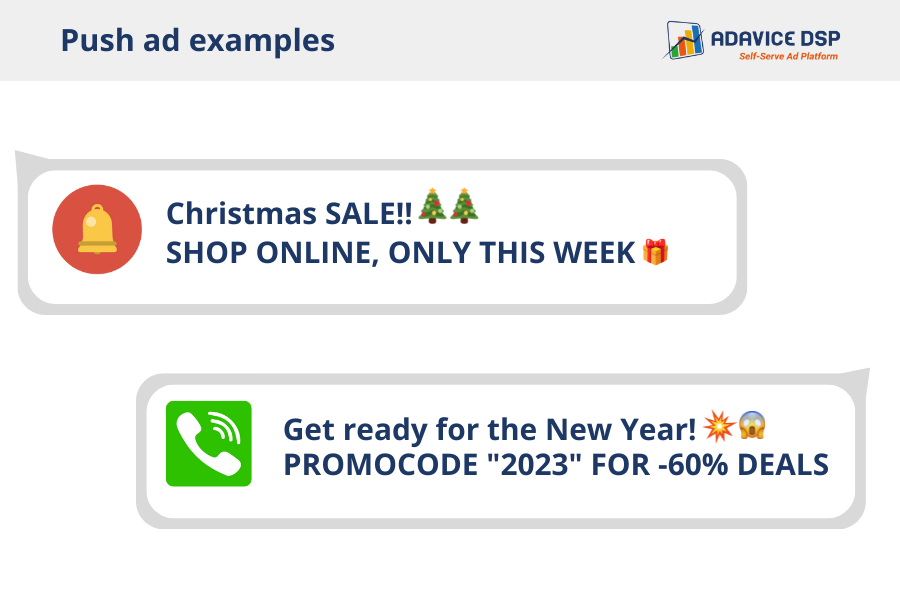 Push ad examples
ADAVICE DSP
Self-Serve Ad Platform
Christmas SALE!!🎄🎄
SHOP ONLINE, ONLY THIS WEEK 🎁
Get ready for the New Year! 💥😱
PROMOCODE "2023" FOR -60% DEALS